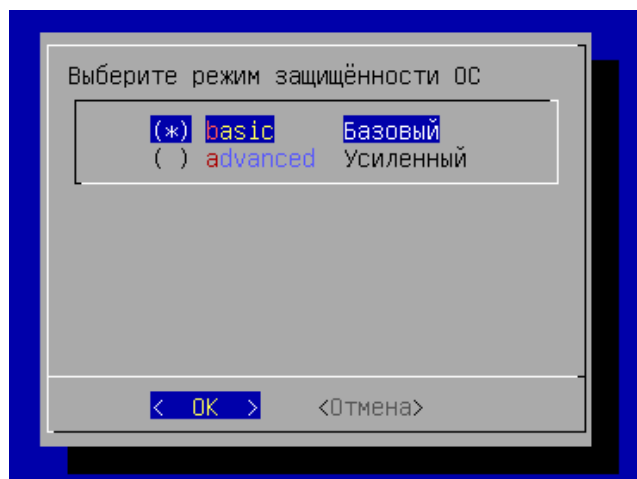 Выберите режим защищённости ОС
(*) basic Базовый
( ) advanced Усиленный
< OK > <Отмена>